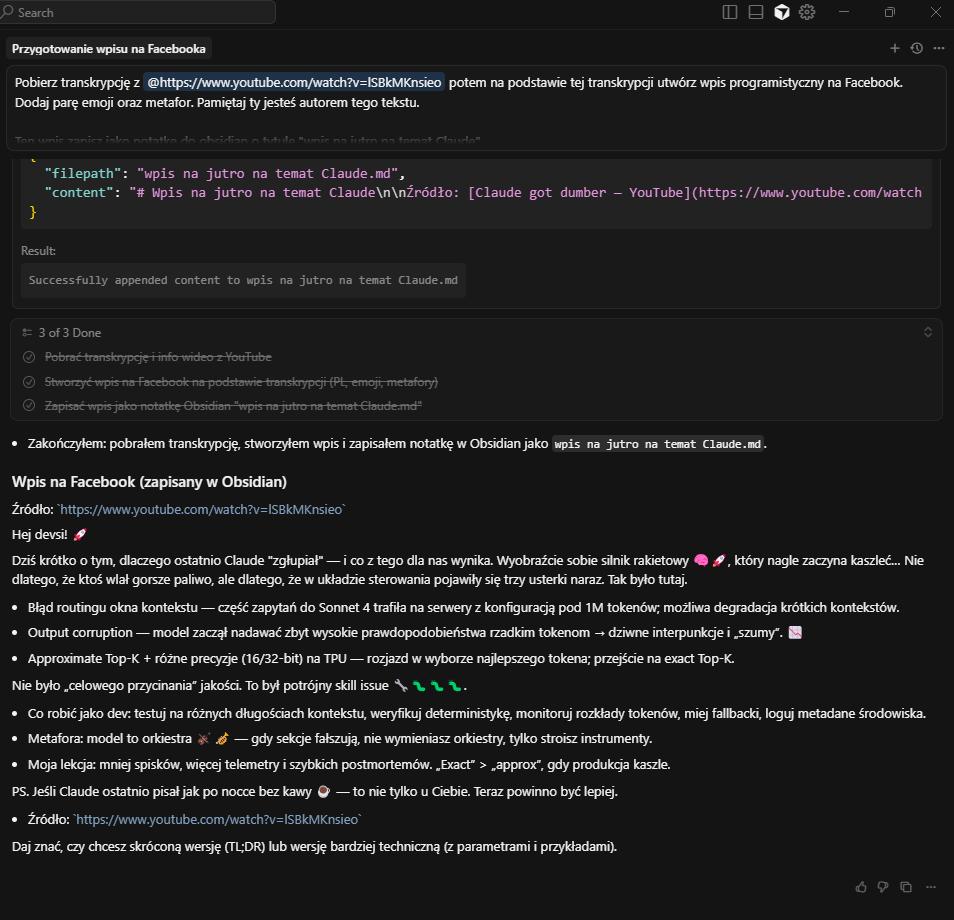 Search
Przygotowanie wpisu na Facebooka
Pobierz transkrypcję z @https://www.youtube.com/watch?v=lSBkMKnsieo potem na podstawie tej transkrypcji utwórz wpis programistyczny na Facebook.
Dodaj parę emoji oraz metafor. Pamiętaj ty jesteś autorem tego tekstu.
Ten wpis zapisz jako notatkę do obsidian o tytule "wpis na jutro na temat Claude"
{
"filepath": "wpis na jutro na temat Claude.md",
"content": "# Wpis na jutro na temat Claude\n\nŹródło: [Claude got dumber — YouTube](https://www.youtube.com/watch
}
Result:
Successfully appended content to wpis na jutro na temat Claude.md
3 of 3 Done
Pobrać transkrypcję i info wideo z YouTube
Stworzyć wpis na Facebook na podstawie transkrypcji (PL, emoji, metafory)
Zapisać wpis jako notatkę Obsidian "wpis na jutro na temat Claude.md"
• Zakończyłem: pobrałem transkrypcję, stworzyłem wpis i zapisałem notatkę w Obsidian jako wpis na jutro na temat Claude.md.
Wpis na Facebook (zapisany w Obsidian)
Źródło: `https://www.youtube.com/watch?v=lSBkMKnsieo`
Hej devsi! 🚀
Dziś krótko o tym, dlaczego ostatnio Claude "zgłupiał" — i co z tego dla nas wynika. Wyobraźcie sobie silnik rakietowy 🧠🚀, który nagle zaczyna kaszleć… Nie
dlatego, że ktoś wlał gorsze paliwo, ale dlatego, że w układzie sterowania pojawiły się trzy usterki naraz. Tak było tutaj.
• Błąd routingu okna kontekstu — część zapytań do Sonnet 4 trafiła na serwery z konfiguracją pod 1M tokenów; możliwa degradacja krótkich kontekstów.
• Output corruption — model zaczął nadawać zbyt wysokie prawdopodobieństwa rzadkim tokenom → dziwne interpunkcje i „szumy”. 📉
• Approximate Top-K + różne precyzje (16/32-bit) na TPU — rozjazd w wyborze najlepszego tokena; przejście na exact Top-K.
Nie było „celowego przycinania” jakości. To był potrójny skill issue 🔧🐛🐛🐛.
• Co robić jako dev: testuj na różnych długościach kontekstu, weryfikuj deterministykę, monitoruj rozkłady tokenów, miej fallbacki, loguj metadane środowiska.
• Metafora: model to orkiestra 🎻🎺 — gdy sekcje fałszują, nie wymieniasz orkiestry, tylko stroisz instrumenty.
• Moja lekcja: mniej spisków, więcej telemetry i szybkich postmortemów. „Exact” > „approx”, gdy produkcja kaszle.
PS. Jeśli Claude ostatnio pisał jak po nocce bez kawy ☕ — to nie tylko u Ciebie. Teraz powinno być lepiej.
• Źródło: `https://www.youtube.com/watch?v=lSBkMKnsieo`
Daj znać, czy chcesz skróconą wersję (TL;DR) lub wersję bardziej techniczną (z parametrami i przykładami).